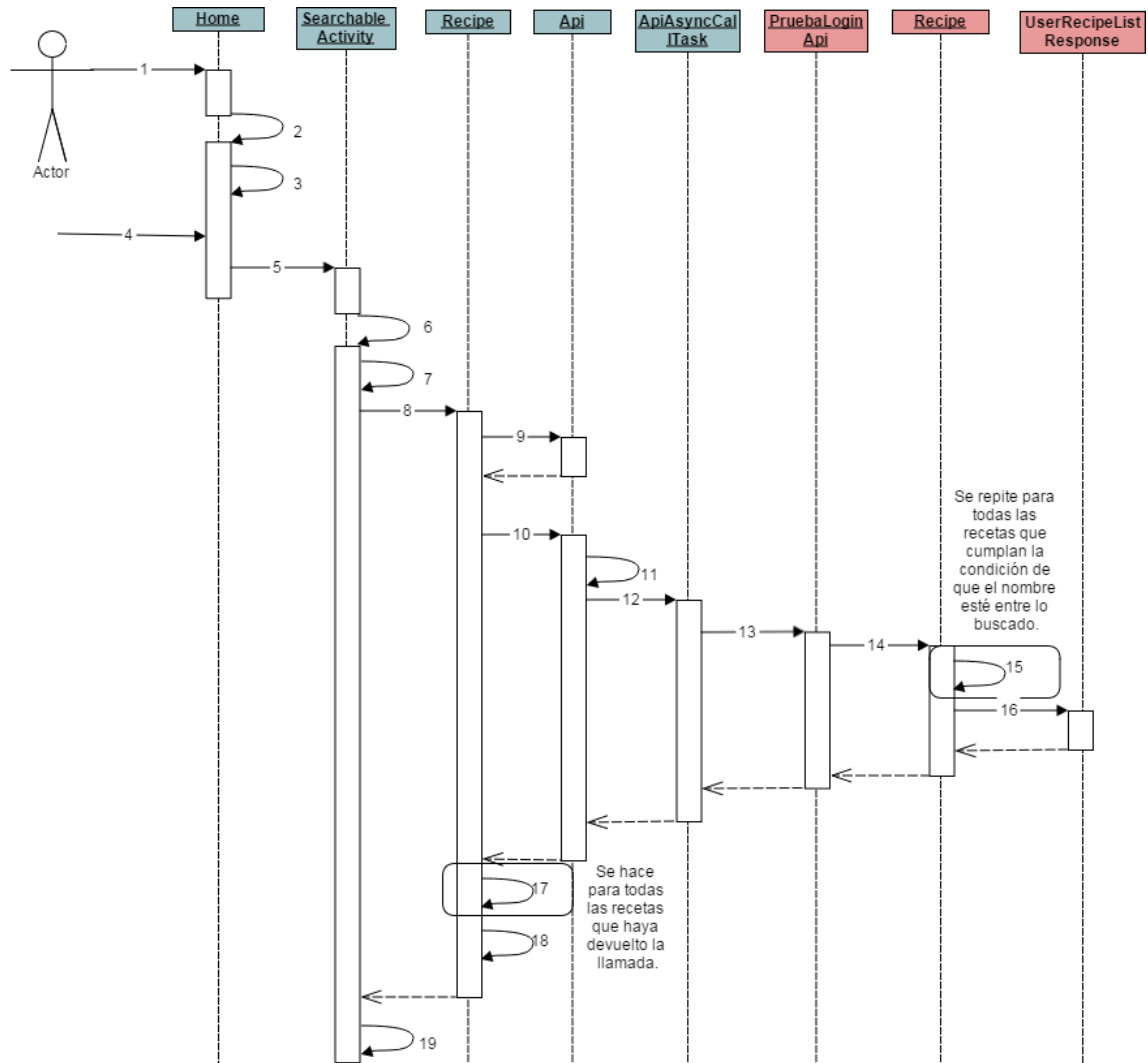 Home
Searchable
Activity
Recipe
Api
ApiAsyncCal
lTask
PruebaLogin
Api
Recipe
UserRecipeList
Response
Actor
1
2
3
4
5
6
7
8
9
10
11
12
13
14
Se repite para
todas las
recetas que
cumplan la
condición de
que el nombre
esté entre lo
buscado.
15
16
17
Se hace
para todas
las recetas
que haya
devuelto la
llamada.
18
19